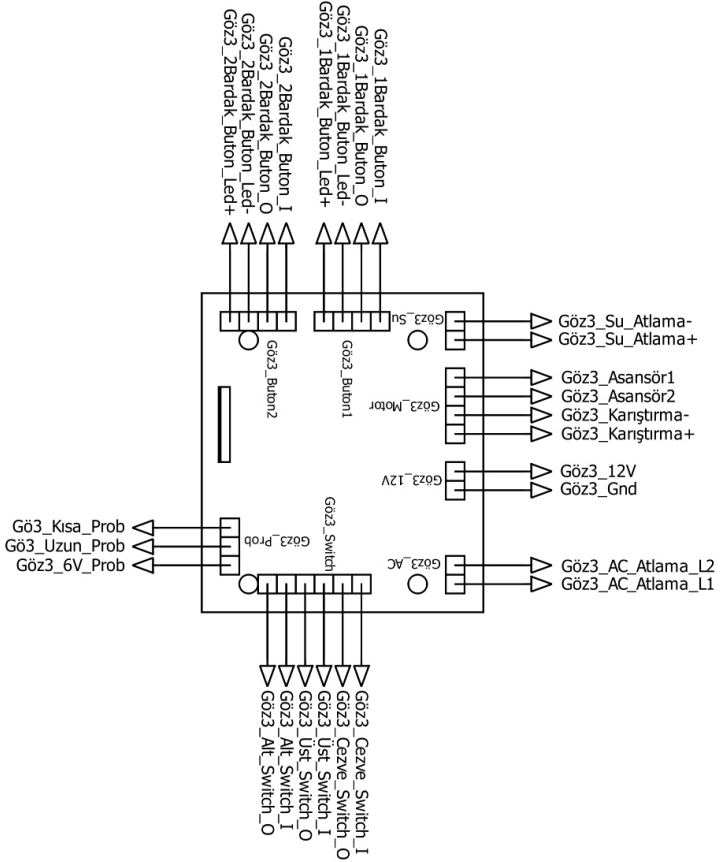 Göz3_2Bardak_Buton_Led+
Göz3_2Bardak_Buton_Led-
Göz3_2Bardak_Buton_O
Göz3_2Bardak_Buton_I
Göz3_1Bardak_Buton_Led+
Göz3_1Bardak_Buton_Led-
Göz3_1Bardak_Buton_O
Göz3_1Bardak_Buton_I
Göz3_Su
Göz3_Su_Atlama-
Göz3_Su_Atlama+
Göz3_Buton2
Göz3_Buton1
Göz3_Motor
Göz3_Asansör1
Göz3_Asansör2
Göz3_Karıştırma-
Göz3_Karıştırma+
Göz3_12V
Göz3_12V
Göz3_Gnd
Gö3_Kısa_Prob
Gö3_Uzun_Prob
Göz3_6V_Prob
Göz3_Prob
Göz3_Switch
Göz3_AC
Göz3_AC_Atlama_L2
Göz3_AC_Atlama_L1
Göz3_Alt_Switch_O
Göz3_Alt_Switch_I
Göz3_Üst_Switch_O
Göz3_Üst_Switch_I
Göz3_Cezve_Switch_O
Göz3_Cezve_Switch_I